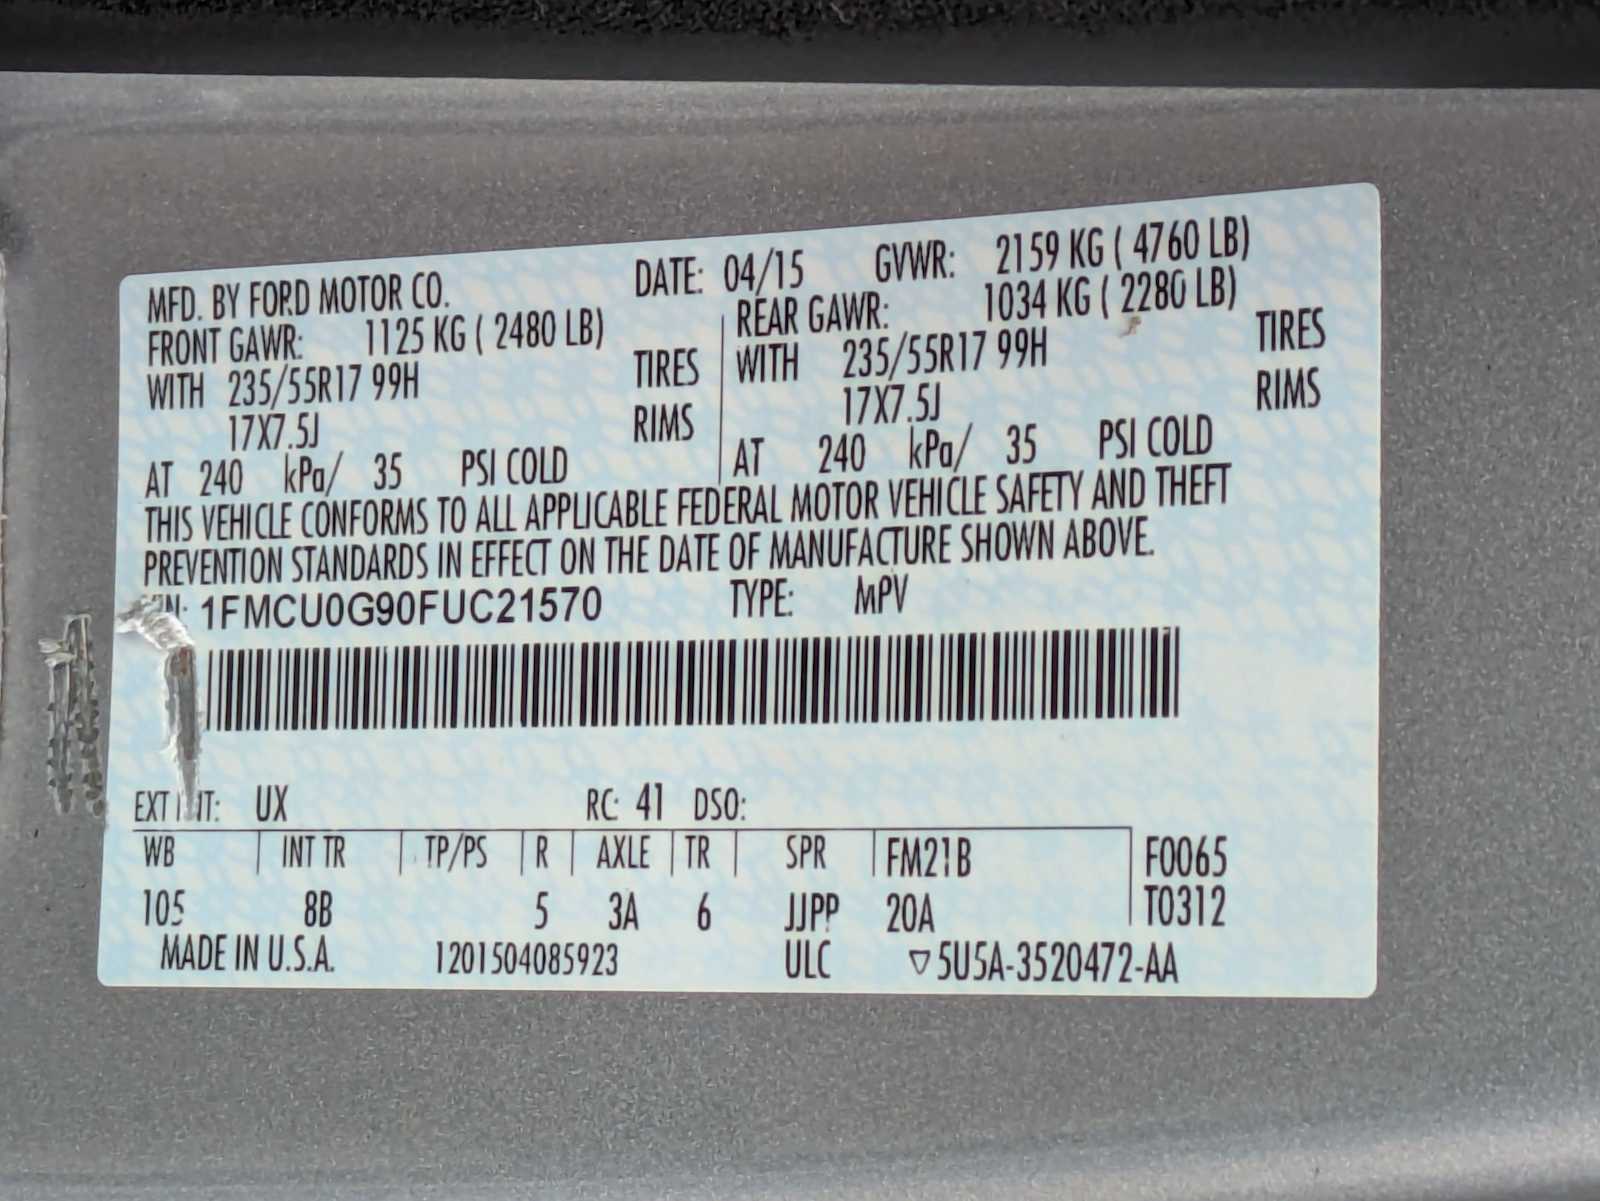 MFD. BY FORD MOTOR CO. DATE: 04/15 GVWR: 2159 KG ( 4760 LB)
FRONT GAWR: 1125 KG ( 2480 LB) REAR GAWR: 1034 KG ( 2280 LB)
WITH 235/55R17 99H TIRES WITH 235/55R17 99H TIRES
17X7.5J RIMS 17X7.5J RIMS
AT 240 kPa/ 35 PSI COLD AT 240 kPa/ 35 PSI COLD
THIS VEHICLE CONFORMS TO ALL APPLICABLE FEDERAL MOTOR VEHICLE SAFETY AND THEFT
PREVENTION STANDARDS IN EFFECT ON THE DATE OF MANUFACTURE SHOWN ABOVE.
VIN: 1FMCU0G90FUC21570 TYPE: MPV
EXT PNT: UX RC: 41 DSO:
WB INT TR TP/PS R AXLE TR SPR FM21B F0065
105 8B 5 3A 6 JJPP 20A T0312
MADE IN U.S.A. 1201504085923 ULC ▽5U5A-3520472-AA